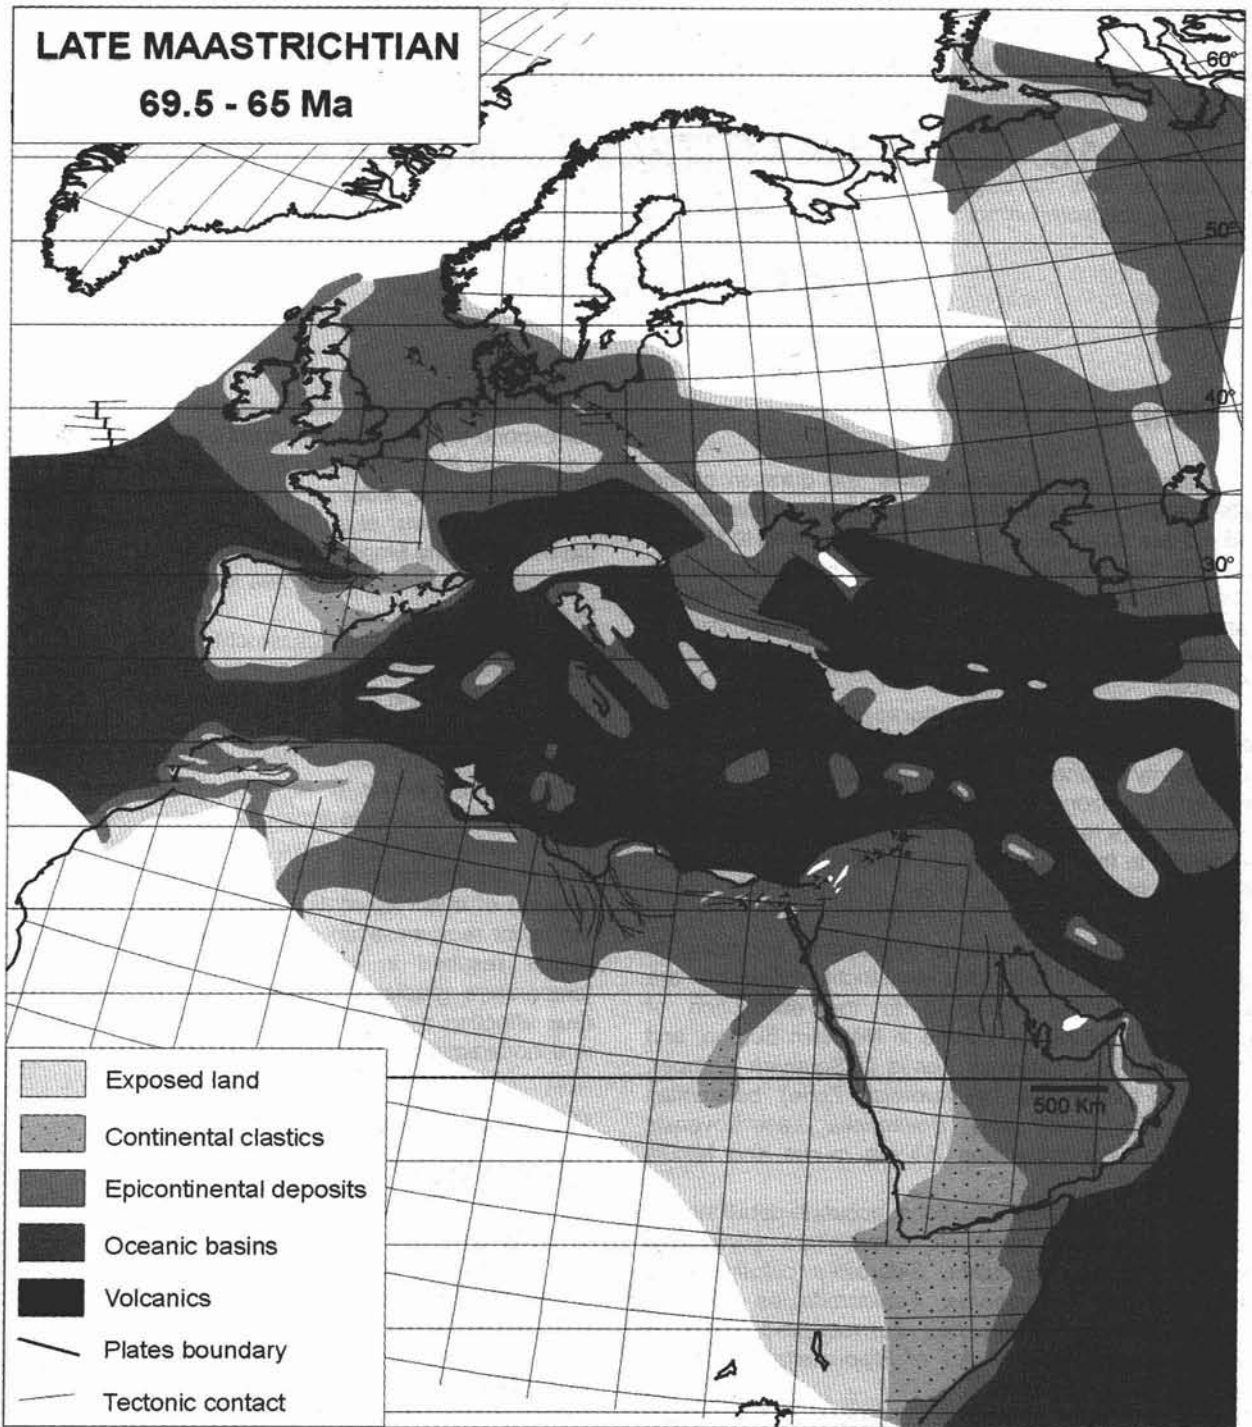 LATE MAASTRICHTIAN
69.5 - 65 Ma
60°
50°
40°
30°
500 Km
Exposed land
Continental clastics
Epicontinental deposits
Oceanic basins
Volcanics
Plates boundary
Tectonic contact